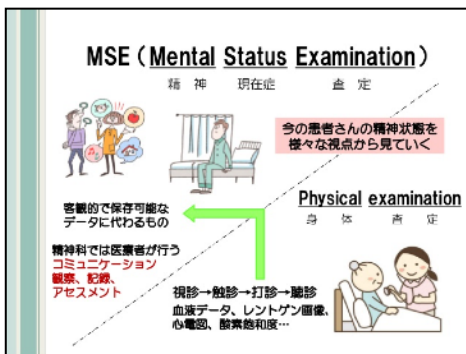 MSE（Mental Status Examination）
精神 現在症 査定
今の患者さんの精神状態を
様々な視点から見ていく
Physical examination
身体 査定
客観的で保存可能な
データに代わるもの
精神科では医療者が行う
コミュニケーション
観察、記録、
アセスメント
視診→触診→打診→聴診
血液データ、レントゲン画像、
心電図、酸素飽和度…